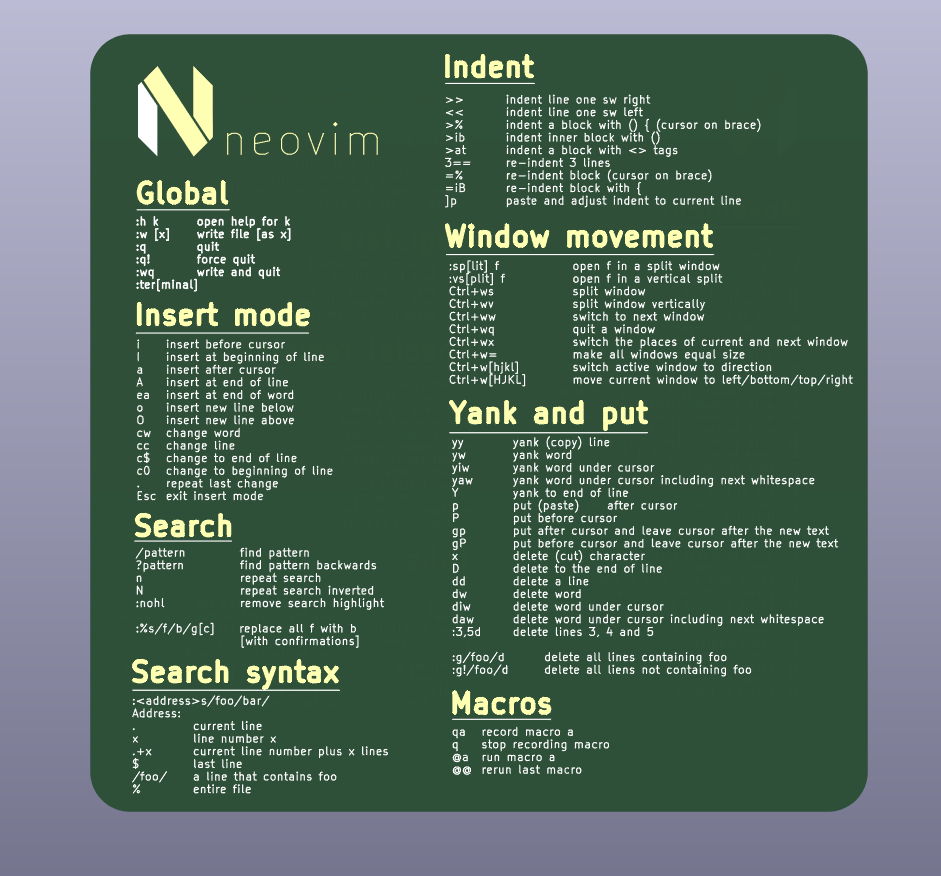 neovim
Global
:h k open help for k
:w [x] write file [as x]
:q quit
:q! force quit
:wq write and quit
:ter[minal]
Insert mode
i insert before cursor
I insert at beginning of line
a insert after cursor
A insert at end of line
ea insert at end of word
o insert new line below
O insert new line above
cw change word
cc change line
c$ change to end of line
c0 change to beginning of line
. repeat last change
Esc exit insert mode
Search
/pattern find pattern
?pattern find pattern backwards
n repeat search
N repeat search inverted
:nohl remove search highlight
:%s/f/b/g[c] replace all f with b
[with confirmations]
Search syntax
:<address>s/foo/bar/
Address:
. current line
x line number x
.+x current line number plus x lines
$ last line
/foo/ a line that contains foo
% entire file
Indent
>> indent line one sw right
<< indent line one sw left
>% indent a block with () { (cursor on brace)
>ib indent inner block with ()
>at indent a block with <> tags
3== re-indent 3 lines
=% re-indent block (cursor on brace)
=iB re-indent block with {
]p paste and adjust indent to current line
Window movement
:sp[lit] f open f in a split window
:vs[plit] f open f in a vertical split
Ctrl+ws split window
Ctrl+wv split window vertically
Ctrl+ww switch to next window
Ctrl+wq quit a window
Ctrl+wx switch the places of current and next window
Ctrl+w= make all windows equal size
Ctrl+w[hjkl] switch active window to direction
Ctrl+w[HJKL] move current window to left/bottom/top/right
Yank and put
yy yank (copy) line
yw yank word
yiw yank word under cursor
yaw yank word under cursor including next whitespace
Y yank to end of line
p put (paste) after cursor
P put before cursor
gp put after cursor and leave cursor after the new text
gP put before cursor and leave cursor after the new text
x delete (cut) character
D delete to the end of line
dd delete a line
dw delete word
diw delete word under cursor
daw delete word under cursor including next whitespace
:3,5d delete lines 3, 4 and 5
:g/foo/d delete all lines containing foo
:g!/foo/d delete all liens not containing foo
Macros
qa record macro a
q stop recording macro
@a run macro a
@@ rerun last macro